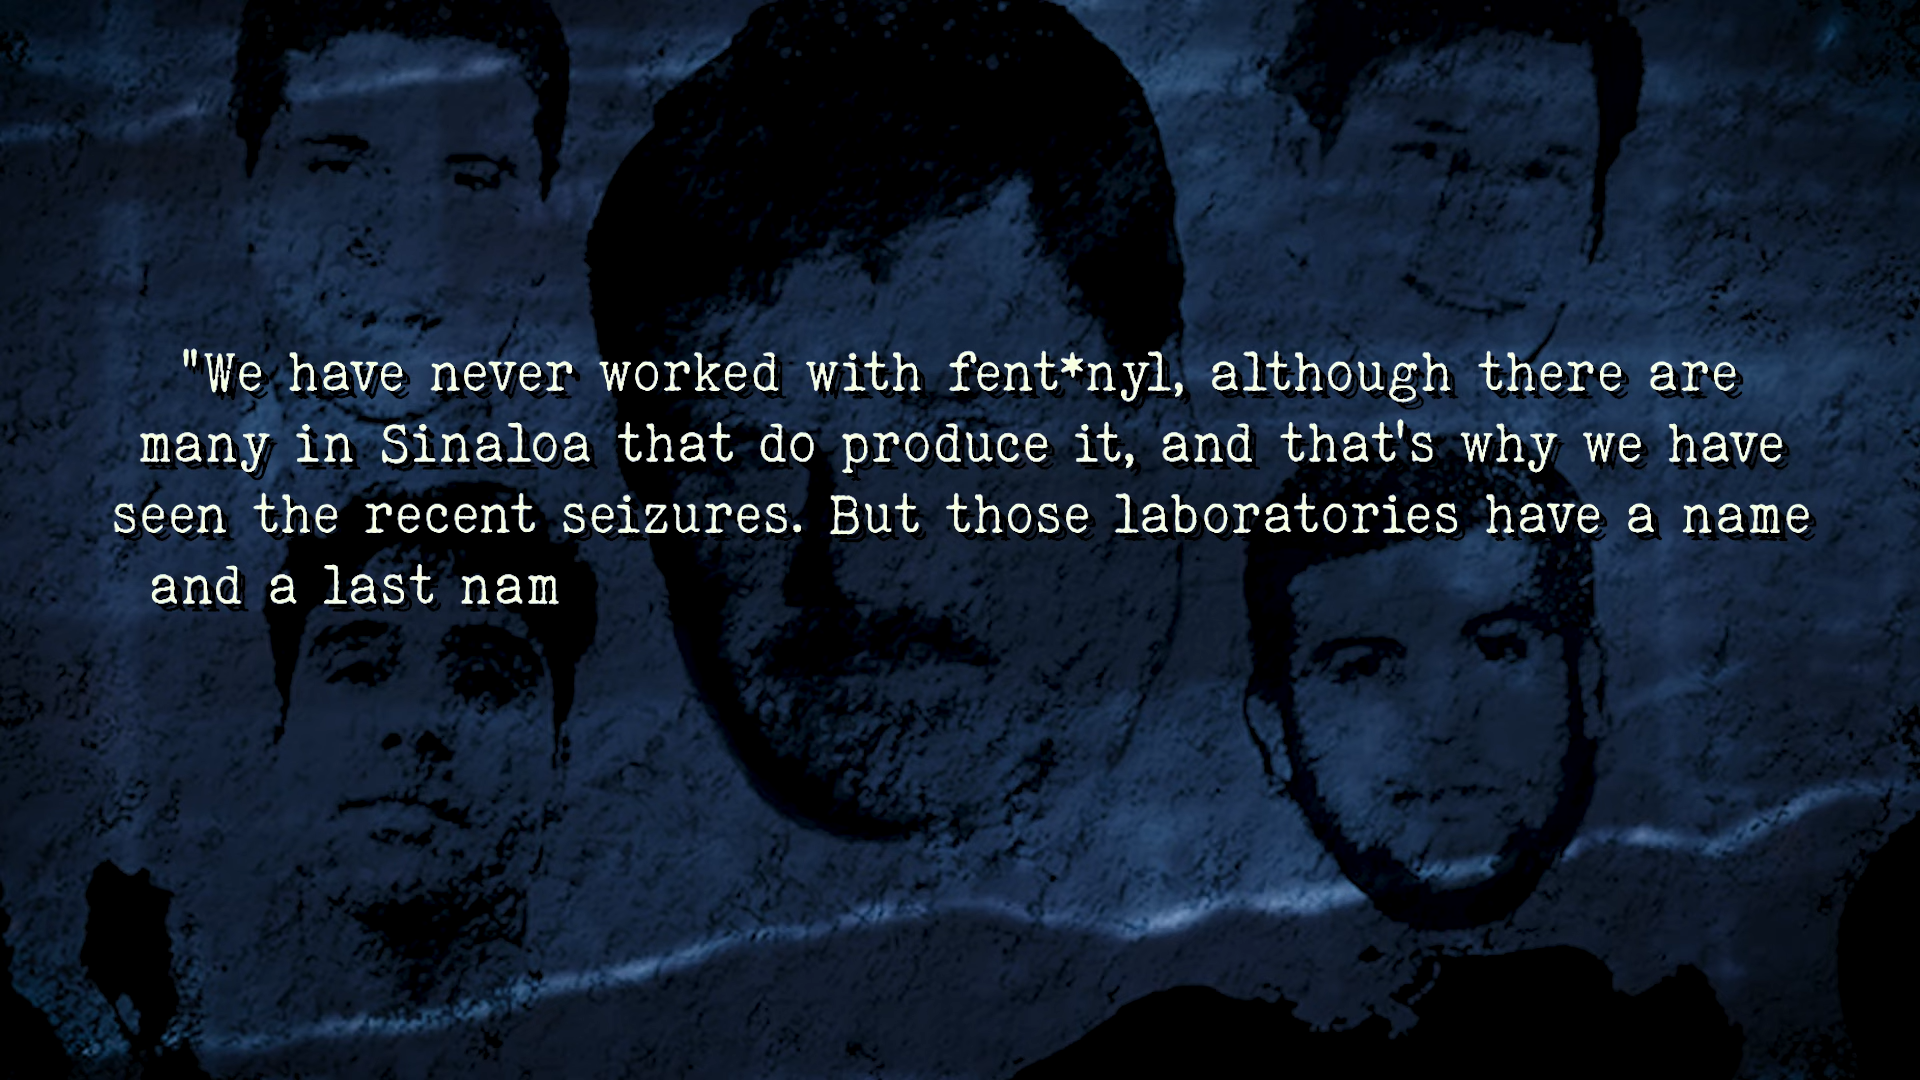 "We have never worked with fent*nyl, although there are
many in Sinaloa that do produce it, and that's why we have
seen the recent seizures. But those laboratories have a name
and a last nam